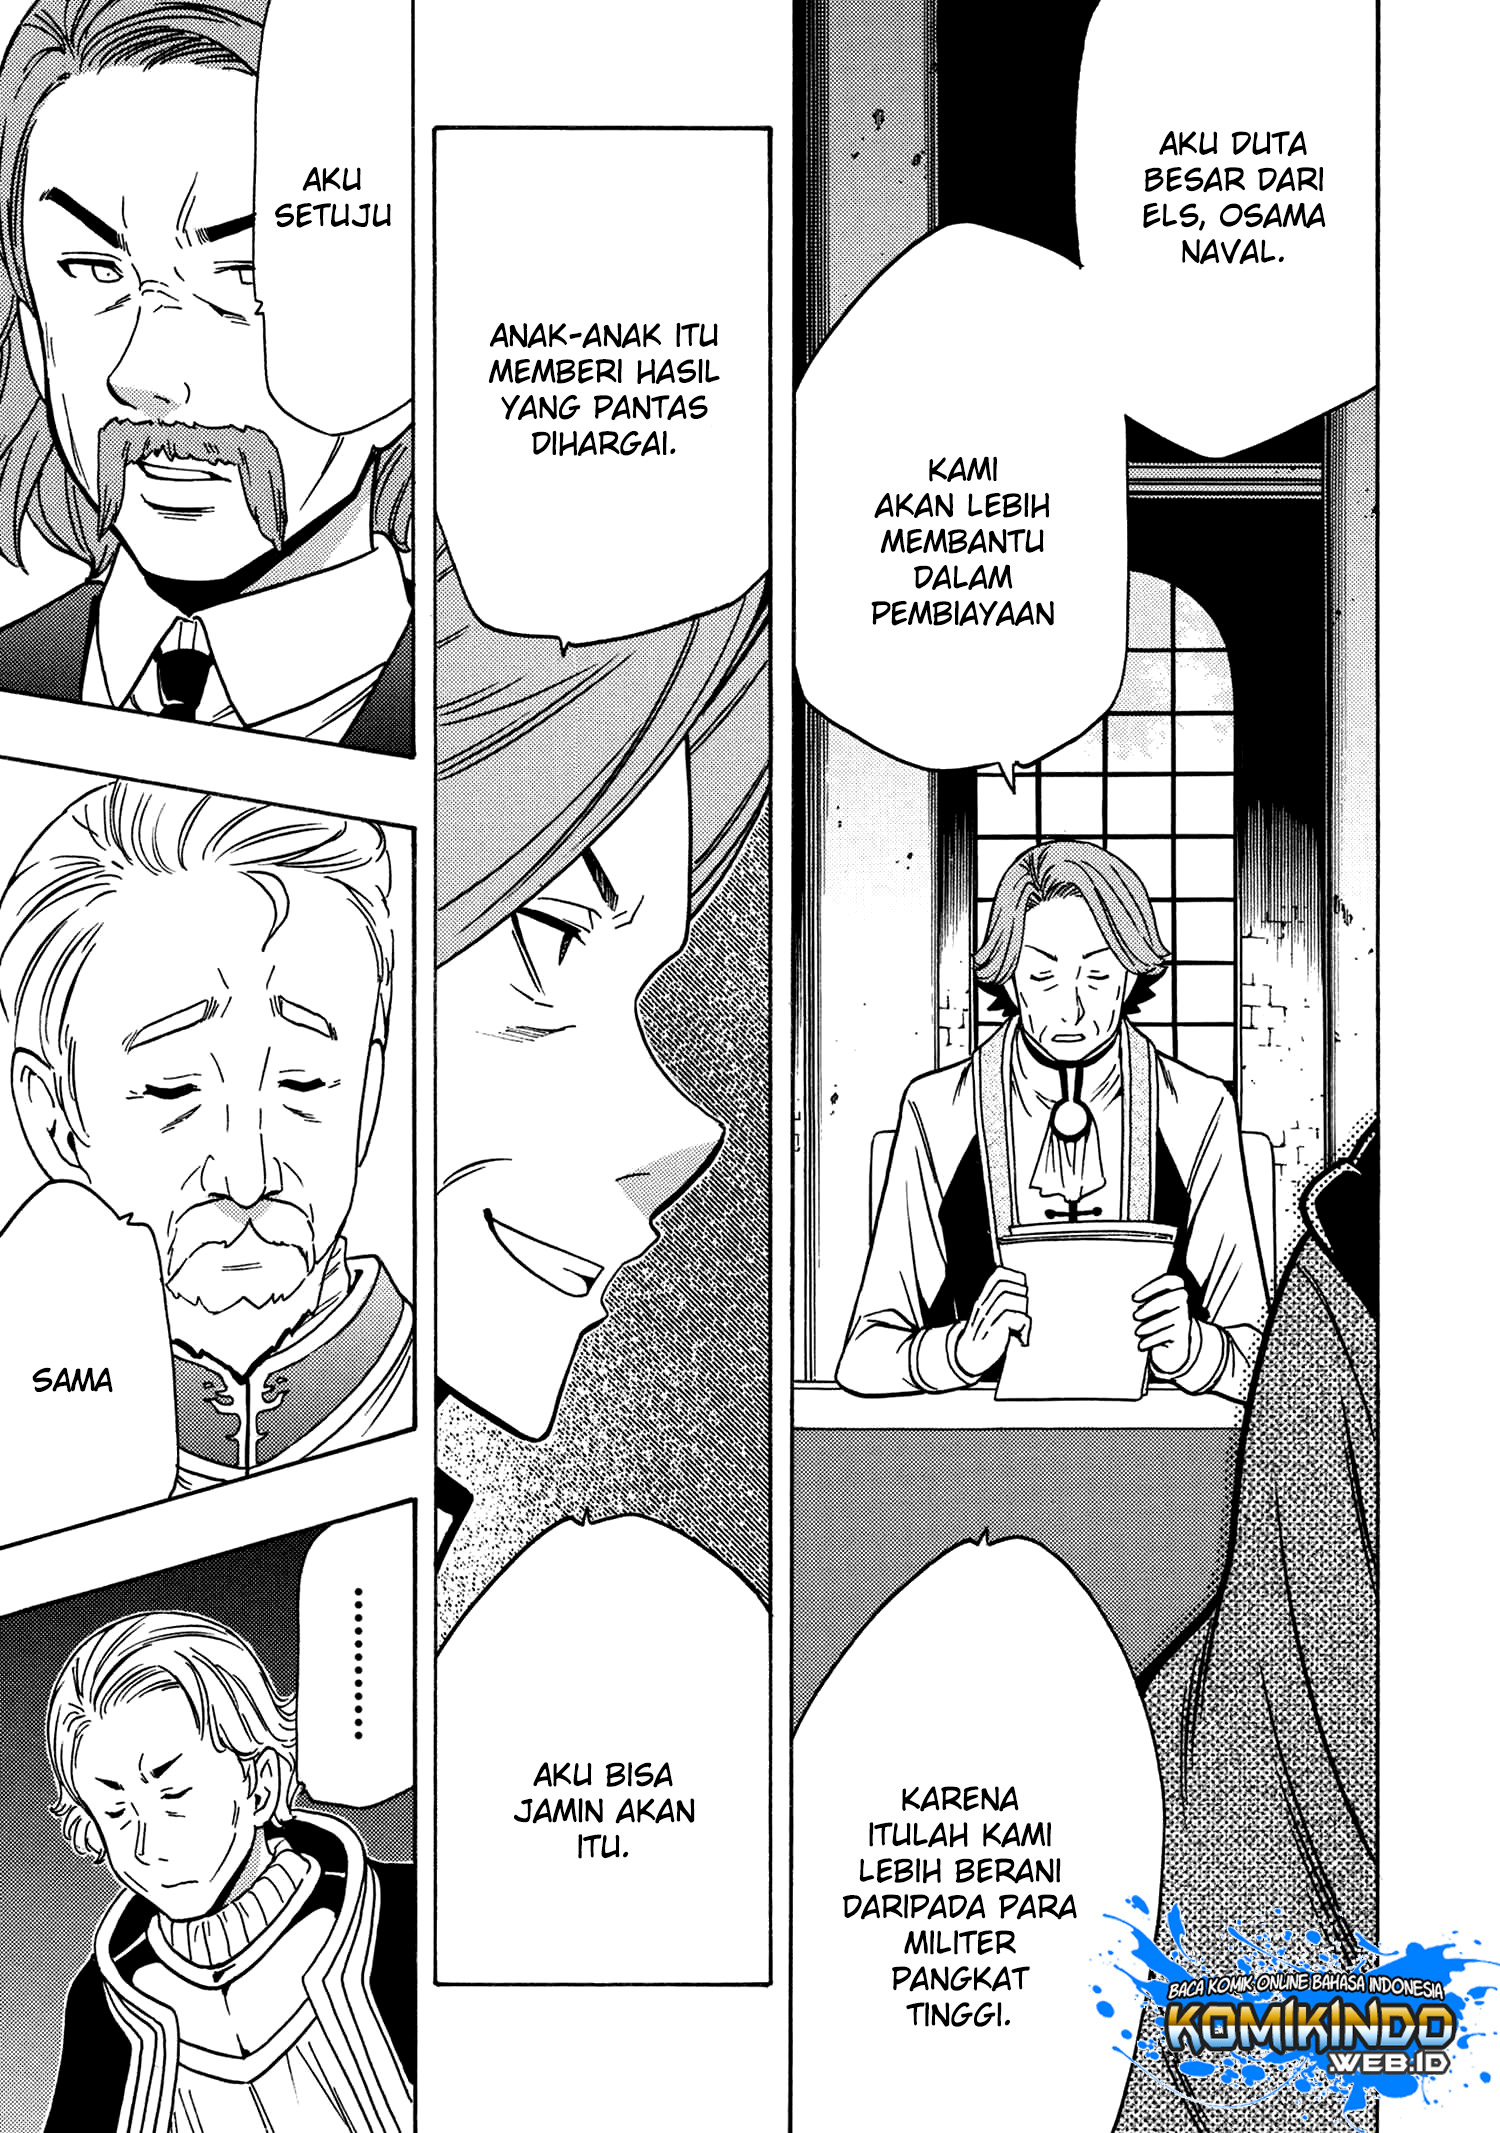 AKU DUTA
BESAR DARI
ELS, OSAMA
NAVAL.
KAMI
AKAN LEBIH
MEMBANTU
DALAM
PEMBIAYAAN
KARENA
ITULAH KAMI
LEBIH BERANI
DARIPADA PARA
MILITER
PANGKAT
TINGGI.
ANAK-ANAK ITU
MEMBERI HASIL
YANG PANTAS
DIHARGAI.
AKU BISA
JAMIN AKAN
ITU.
AKU
SETUJU
SAMA
..........
BACA KOMIK ONLINE BAHASA INDONESIA
KOMIKINDO
.WEB.ID